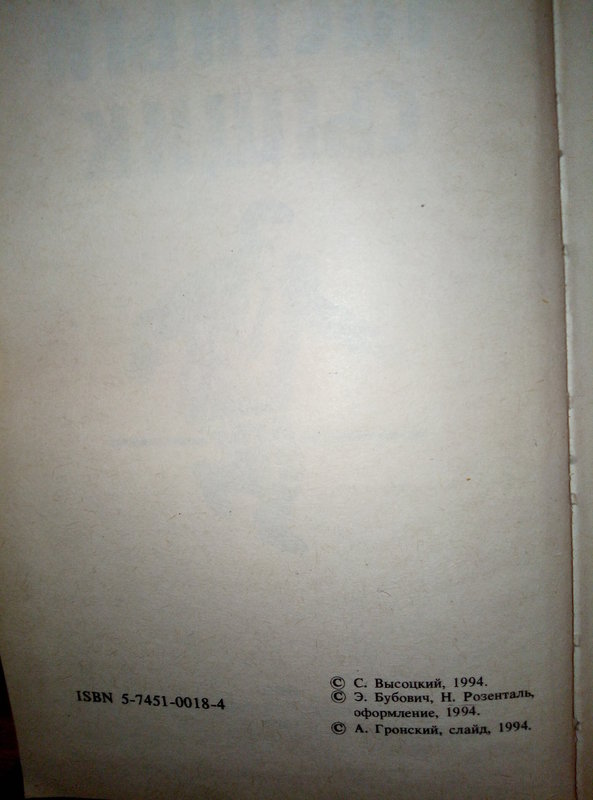 ISBN 5-7451-0018-4
© С. Высоцкий, 1994.
© Э. Бубович, Н. Розенталь,
оформление, 1994.
© А. Гронский, слайд, 1994.